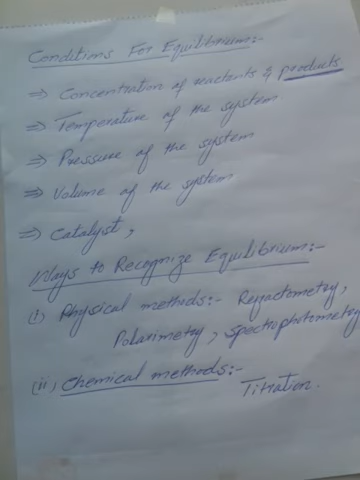 Conditions For Equilibrium:-
⇒ Concentration of reactants & products
⇒ Temperature of the system
⇒ Pressure of the system
⇒ Volume of the system
⇒ Catalyst,
Ways to Recognize Equilibrium:-
(i) Physical methods:- Refractometry,
Polarimetry, Spectrophotometry
(ii) Chemical methods:-
Titration.